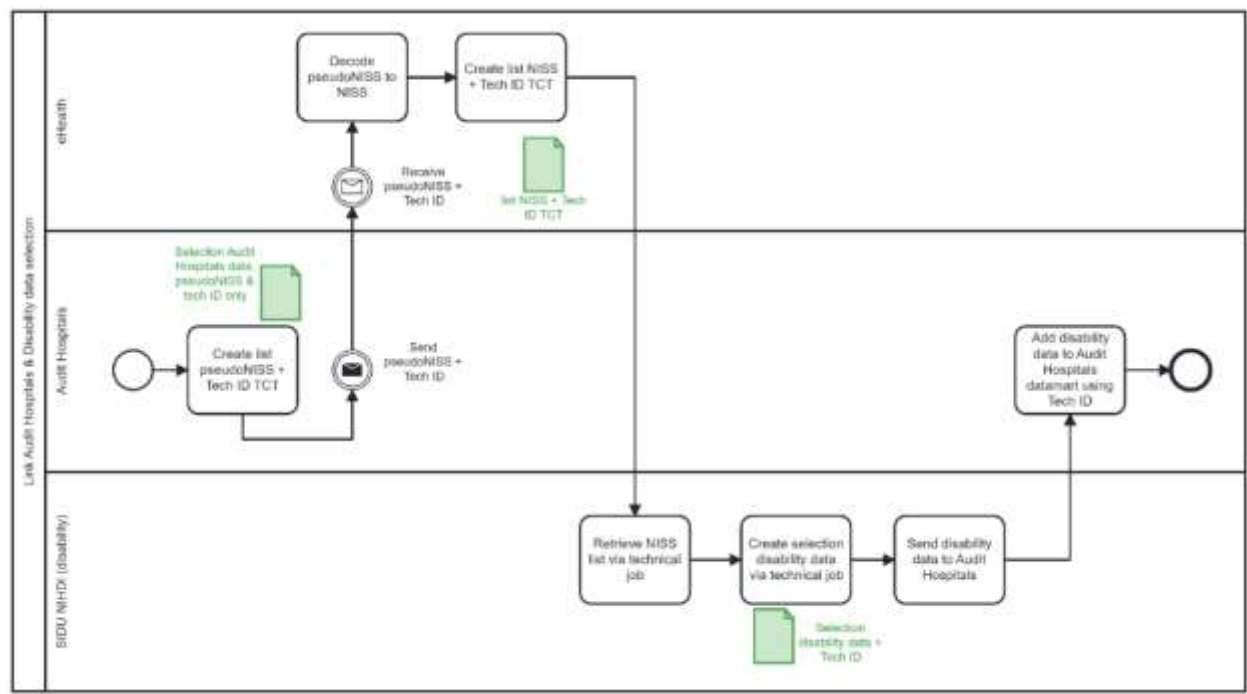 Link Audit Hospitals & Disability data selection
eHealth
Decode
pseudoNISS to
NISS
Create list NISS
+ Tech ID TCT
Receive
pseudoNISS +
Tech ID
list NISS + Tech
ID TCT
Audit Hospitals
Selection Audit
Hospitals data,
pseudoNISS &
tech ID only
Create list
pseudoNISS +
Tech ID TCT
Send
pseudoNISS +
Tech ID
Add disability
data to Audit
Hospitals
datamart using
Tech ID
SIDU NIHDI (disability)
Retrieve NISS
list via technical
job
Create selection
disability data
via technical job
Send disability
data to Audit
Hospitals
Selection
disability data +
Tech ID